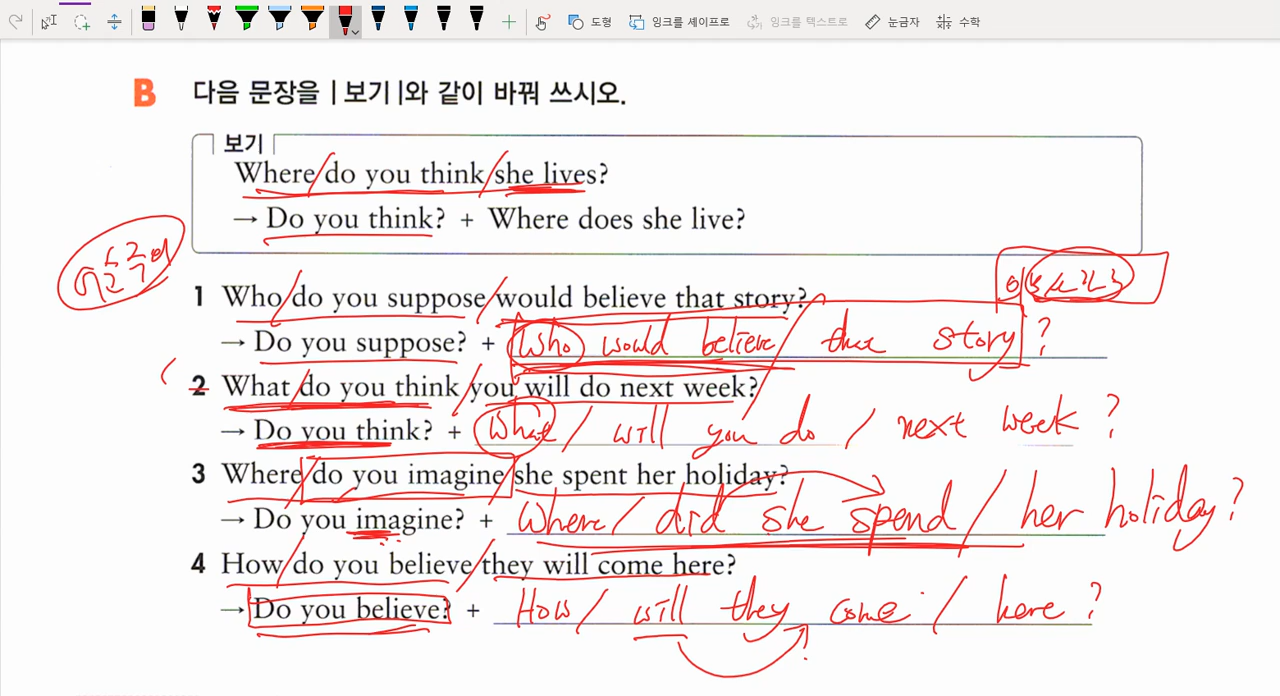 도형 잉크를 셰이프로 잉크를 텍스트로 눈금자 수학
B 다음 문장을 | 보기 |와 같이 바꿔 쓰시오.
보기
Where/do you think/she lives?
→ Do you think? + Where does she live?
1 Who/do you suppose/would believe that story?
→ Do you suppose? + Who would believe / that story?
2 What/do you think/you will do next week?
→ Do you think? + What / will you do / next week?
3 Where/do you imagine/she spent her holiday?
→ Do you imagine? + Where / did she spend / her holiday?
4 How/do you believe/they will come here?
→ Do you believe? + How / will they come / here?